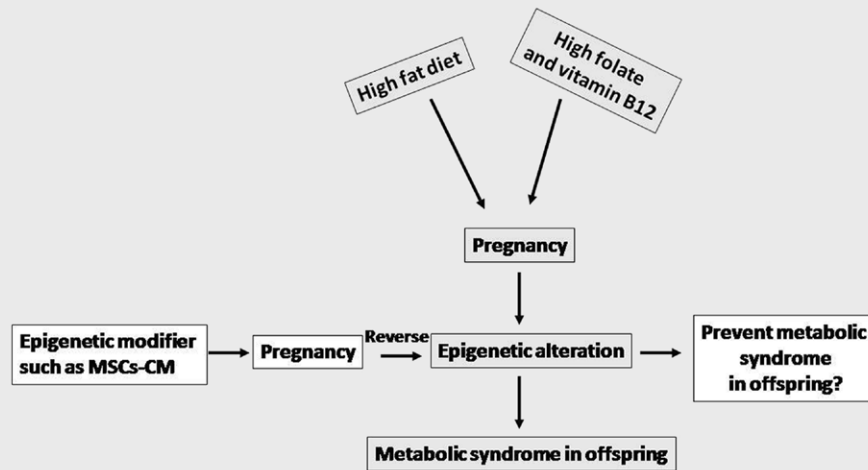 High fat diet
High folate
and vitamin B12
Pregnancy
Epigenetic modifier
such as MSCs-CM
Pregnancy
Reverse
Epigenetic alteration
Prevent metabolic
syndrome
in offspring?
Metabolic syndrome in offspring